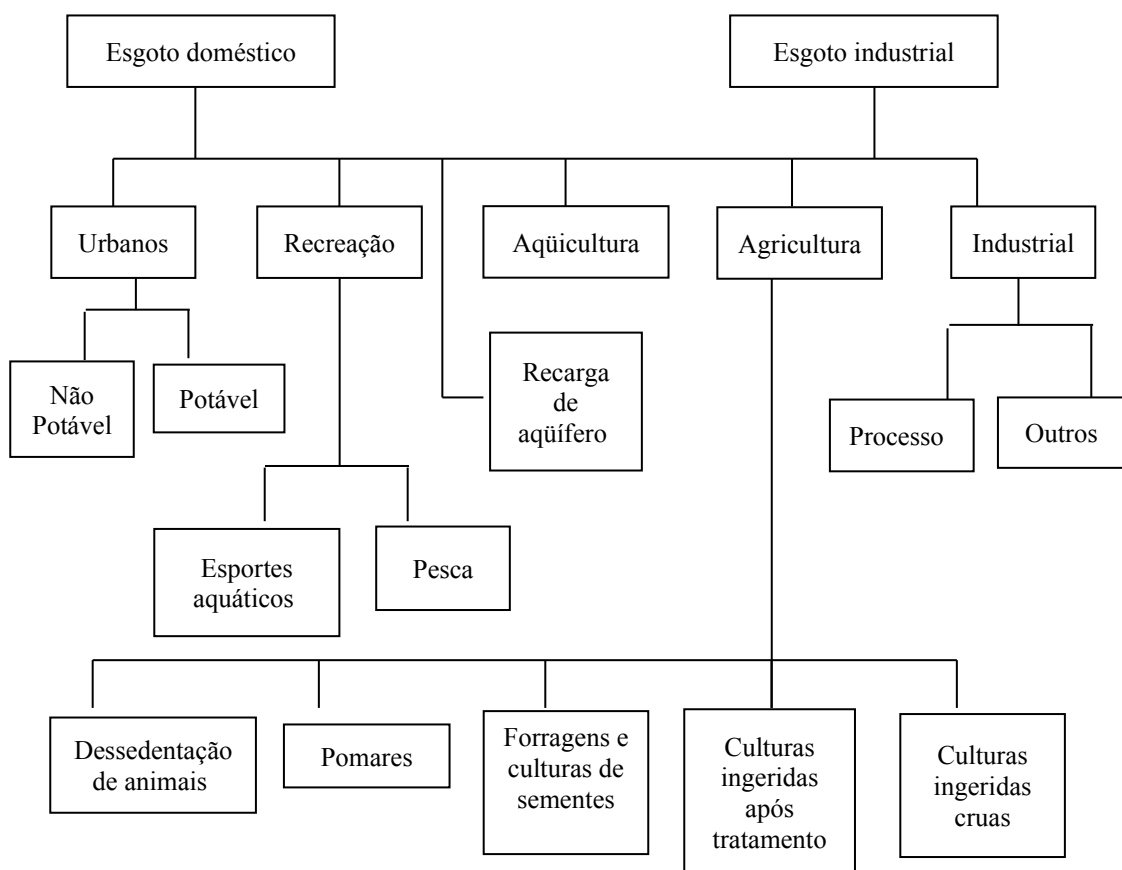 Esgoto doméstico
Esgoto industrial
Urbanos
Recreação
Aqüicultura
Agricultura
Industrial
Não
Potável
Potável
Recarga
de
aqüífero
Processo
Outros
Esportes
aquáticos
Pesca
Dessedentação
de animais
Pomares
Forragens e
culturas de
sementes
Culturas
ingeridas
após
tratamento
Culturas
ingeridas
cruas